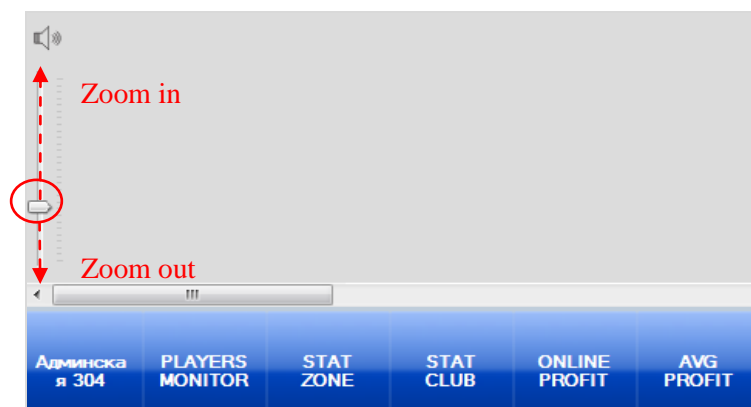 Zoom in
Zoom out
Админска
я 304
PLAYERS
MONITOR
STAT
ZONE
STAT
CLUB
ONLINE
PROFIT
AVG
PROFIT